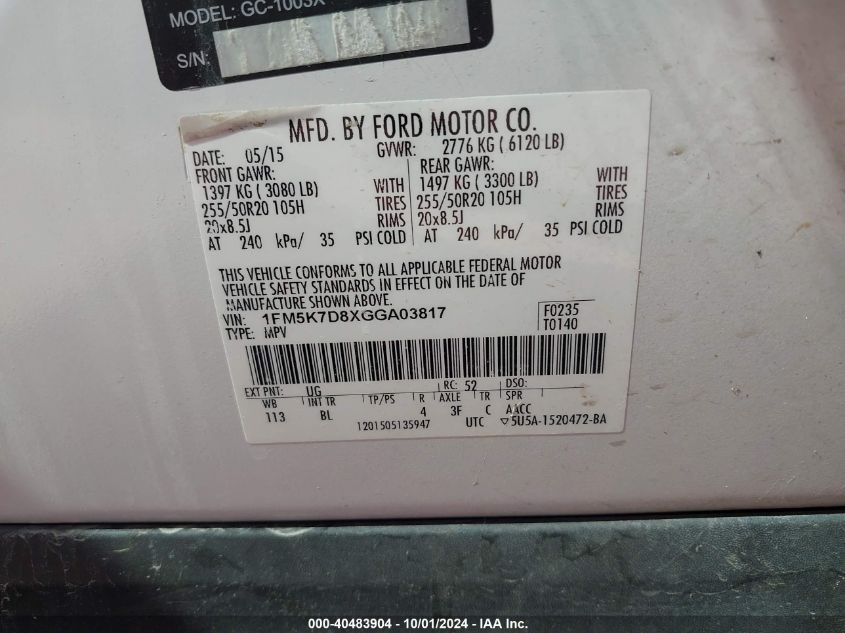 MODEL: GC-1003X
S/N:
MFD. BY FORD MOTOR CO.
DATE: 05/15 GVWR: 2776 KG ( 6120 LB)
FRONT GAWR: REAR GAWR:
1397 KG ( 3080 LB) WITH 1497 KG ( 3300 LB) WITH
255/50R20 105H TIRES 255/50R20 105H TIRES
20x8.5J RIMS 20x8.5J RIMS
AT 240 kPa/ 35 PSI COLD AT 240 kPa/ 35 PSI COLD
THIS VEHICLE CONFORMS TO ALL APPLICABLE FEDERAL MOTOR
VEHICLE SAFETY STANDARDS IN EFFECT ON THE DATE OF
MANUFACTURE SHOWN ABOVE.
VIN: 1FM5K7D8XGGA03817 F0235
TYPE: MPV T0140
EXT PNT: UG RC: 52 DSO:
WB INT TR TP/PS R AXLE TR SPR
113 BL 4 3F C AACC
1201505135947 UTC ▽5U5A-1520472-BA
000-40483904 - 10/01/2024 - IAA Inc.